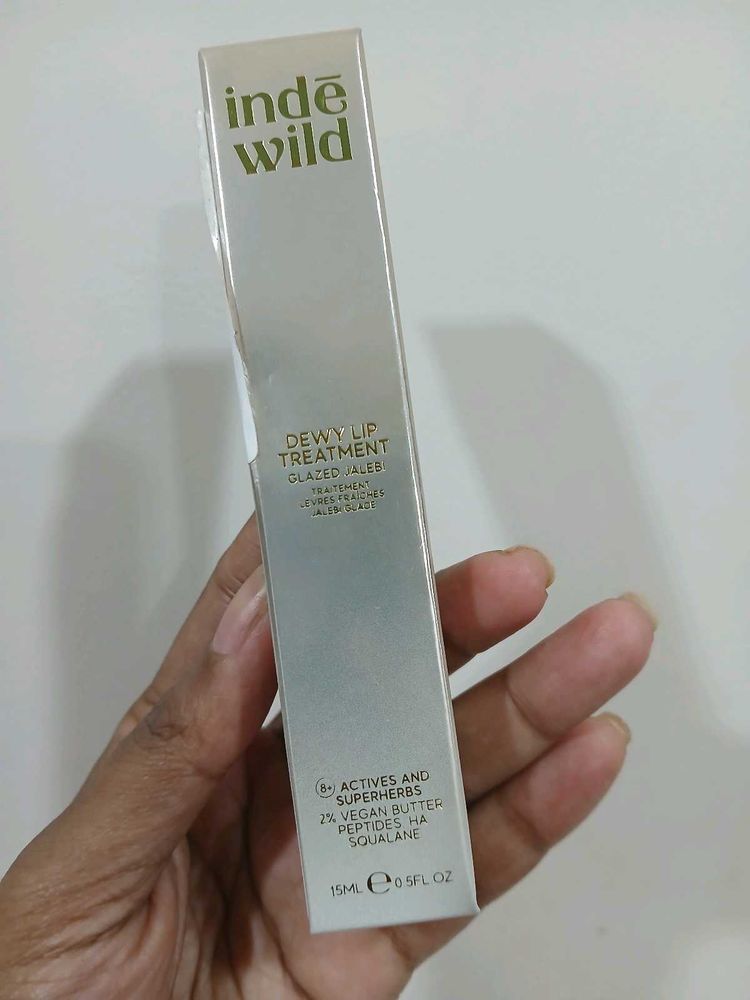 indē
wild
DEWY LIP
TREATMENT
GLAZED JALEBI
TRAITEMENT
LÈVRES FRAÎCHES
JALEBI GLACÉ
8+ ACTIVES AND
SUPERHERBS
2% VEGAN BUTTER
PEPTIDES HA
SQUALANE
15ML ℮ 0.5FL OZ